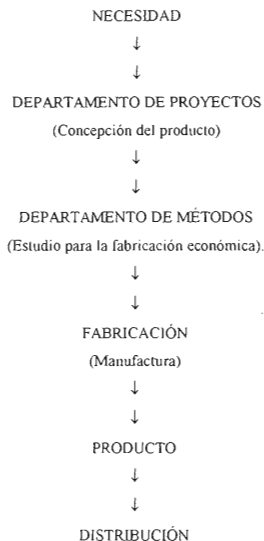 NECESIDAD
↓
↓
DEPARTAMENTO DE PROYECTOS
(Concepción del producto)
↓
↓
DEPARTAMENTO DE MÉTODOS
(Estudio para la fabricación económica).
↓
↓
FABRICACIÓN
(Manufactura)
↓
↓
PRODUCTO
↓
↓
DISTRIBUCIÓN